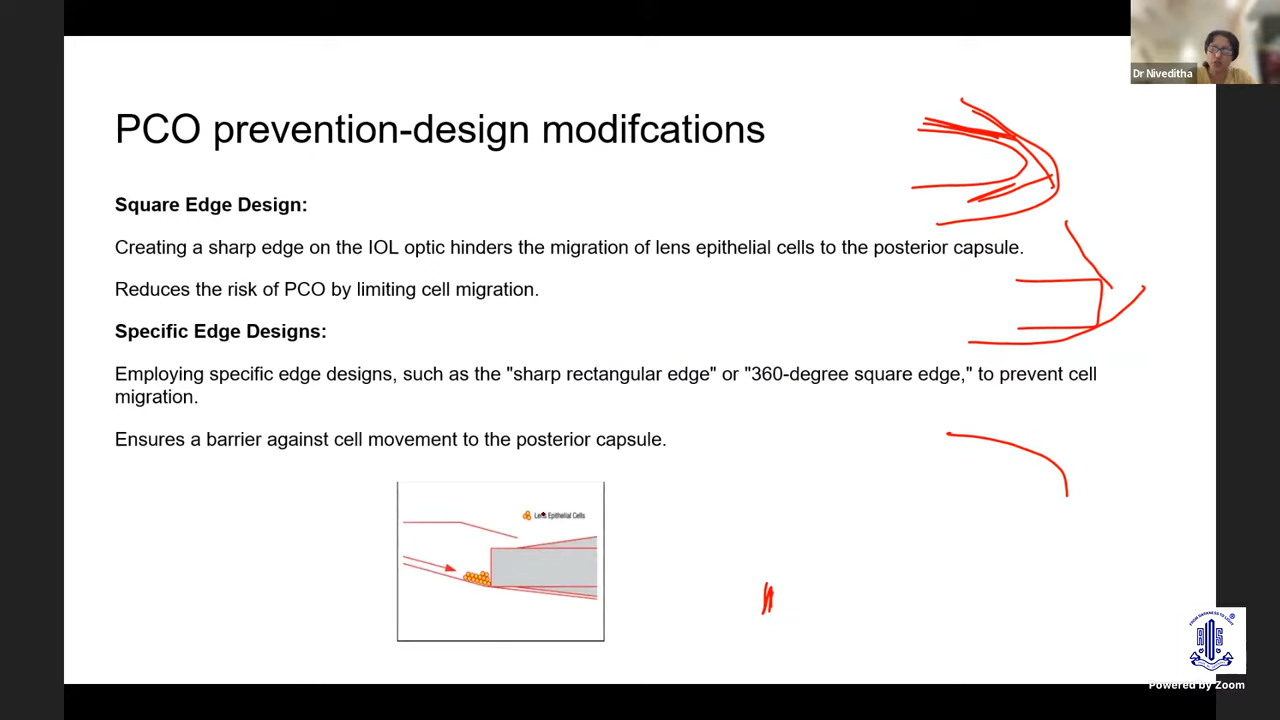 Dr Niveditha
PCO prevention-design modifcations
Square Edge Design:
Creating a sharp edge on the IOL optic hinders the migration of lens epithelial cells to the posterior capsule.
Reduces the risk of PCO by limiting cell migration.
Specific Edge Designs:
Employing specific edge designs, such as the "sharp rectangular edge" or "360-degree square edge," to prevent cell
migration.
Ensures a barrier against cell movement to the posterior capsule.
Lens Epithelial Cells
Powered by Zoom